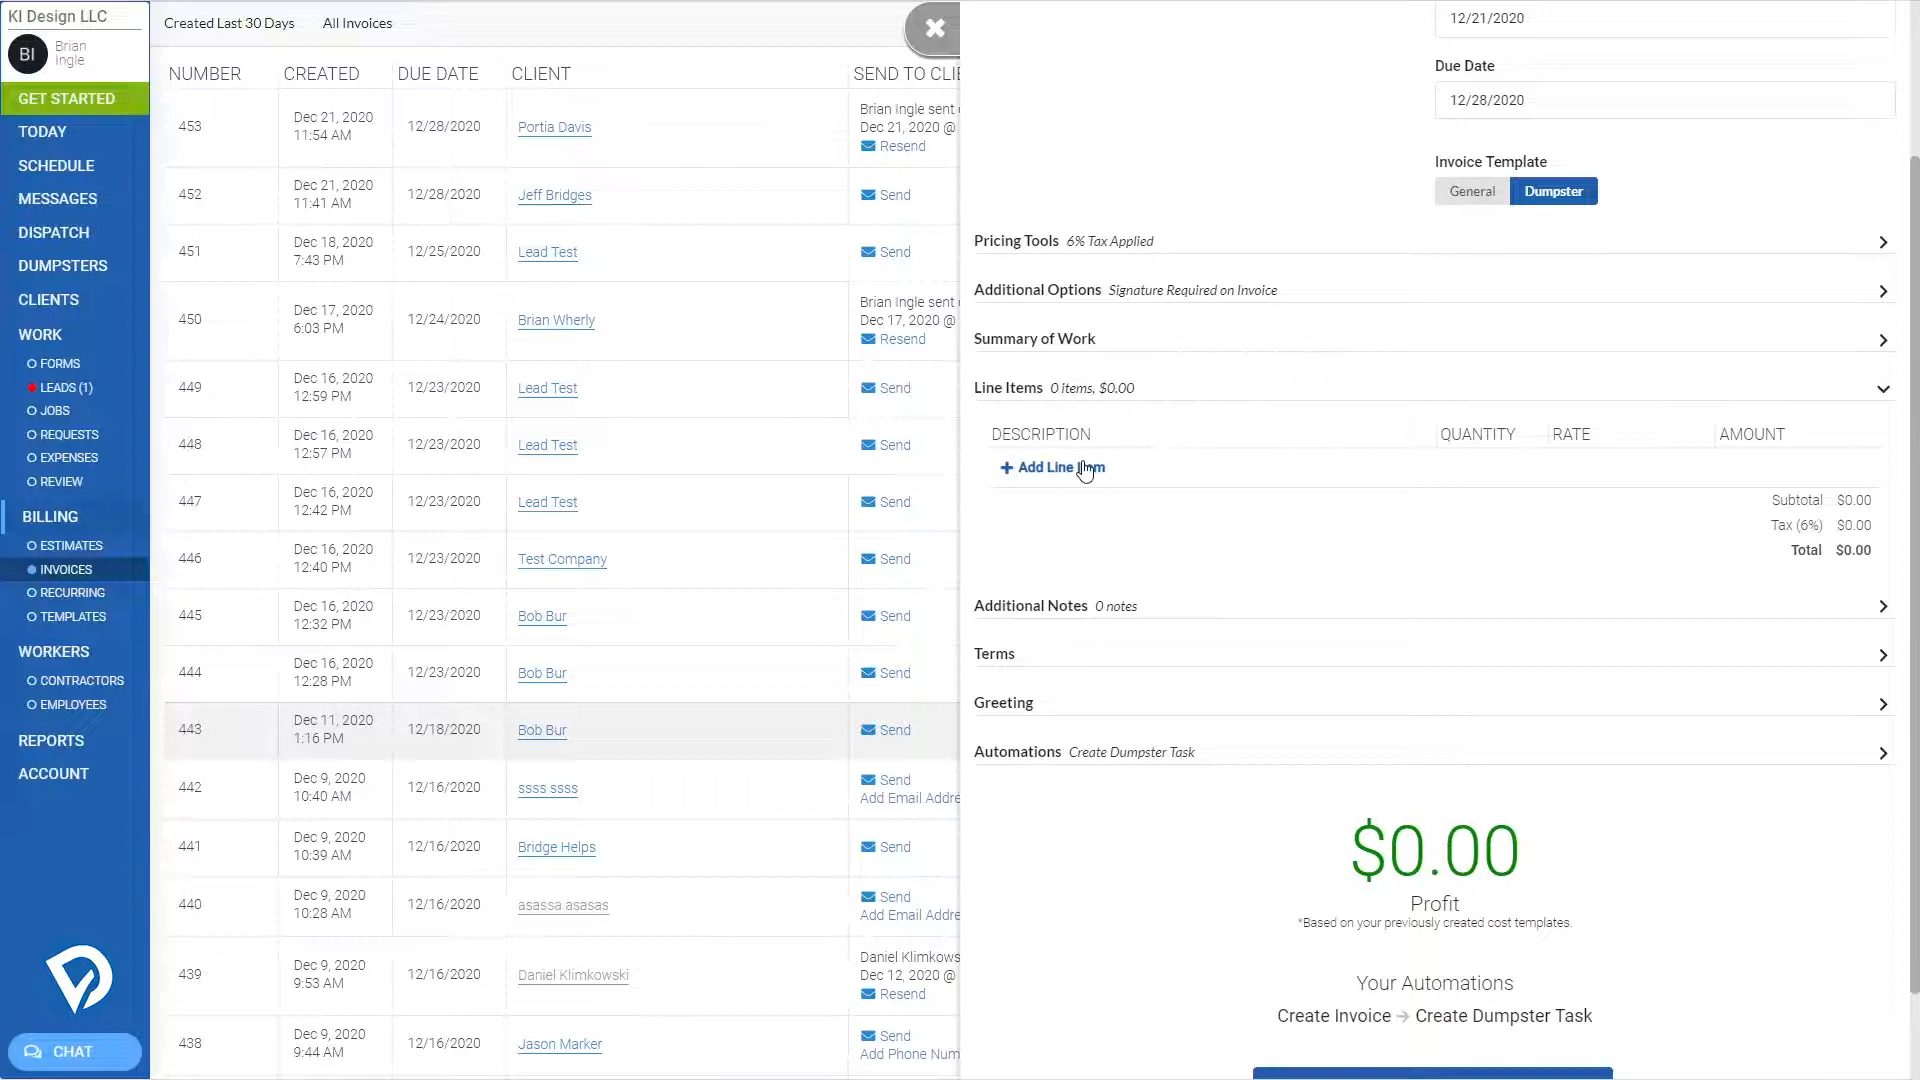 KI Design LLC
BI
Brian
Ingle
GET STARTED
TODAY
SCHEDULE
MESSAGES
DISPATCH
DUMPSTERS
CLIENTS
WORK
FORMS
LEADS (1)
JOBS
REQUESTS
EXPENSES
REVIEW
BILLING
ESTIMATES
INVOICES
RECURRING
TEMPLATES
WORKERS
CONTRACTORS
EMPLOYEES
REPORTS
ACCOUNT
CHAT
Created Last 30 Days All Invoices
NUMBER CREATED DUE DATE CLIENT SEND TO CLIE
453 Dec 21, 2020 11:54 AM 12/28/2020 Portia Davis Brian Ingle sent Dec 21, 2020 @ Resend
452 Dec 21, 2020 11:41 AM 12/28/2020 Jeff Bridges Send
451 Dec 18, 2020 7:43 PM 12/25/2020 Lead Test Send
450 Dec 17, 2020 6:03 PM 12/24/2020 Brian Wherly Brian Ingle sent Dec 17, 2020 @ Resend
449 Dec 16, 2020 12:59 PM 12/23/2020 Lead Test Send
448 Dec 16, 2020 12:57 PM 12/23/2020 Lead Test Send
447 Dec 16, 2020 12:42 PM 12/23/2020 Lead Test Send
446 Dec 16, 2020 12:40 PM 12/23/2020 Test Company Send
445 Dec 16, 2020 12:32 PM 12/23/2020 Bob Bur Send
444 Dec 16, 2020 12:28 PM 12/23/2020 Bob Bur Send
443 Dec 11, 2020 1:16 PM 12/18/2020 Bob Bur Send
442 Dec 9, 2020 10:40 AM 12/16/2020 ssss ssss Send Add Email Addre
441 Dec 9, 2020 10:39 AM 12/16/2020 Bridge Helps Send
440 Dec 9, 2020 10:28 AM 12/16/2020 asassa asasas Send Add Email Addre
439 Dec 9, 2020 9:53 AM 12/16/2020 Daniel Klimkowski Daniel Klimkows Dec 12, 2020 @ Resend
438 Dec 9, 2020 9:44 AM 12/16/2020 Jason Marker Send Add Phone Num
12/21/2020
Due Date
12/28/2020
Invoice Template
General Dumpster
Pricing Tools 6% Tax Applied
Additional Options Signature Required on Invoice
Summary of Work
Line Items 0 items, $0.00
DESCRIPTION QUANTITY RATE AMOUNT
+ Add Line Item
Subtotal $0.00
Tax (6%) $0.00
Total $0.00
Additional Notes 0 notes
Terms
Greeting
Automations Create Dumpster Task
$0.00
Profit
*Based on your previously created cost templates.
Your Automations
Create Invoice → Create Dumpster Task